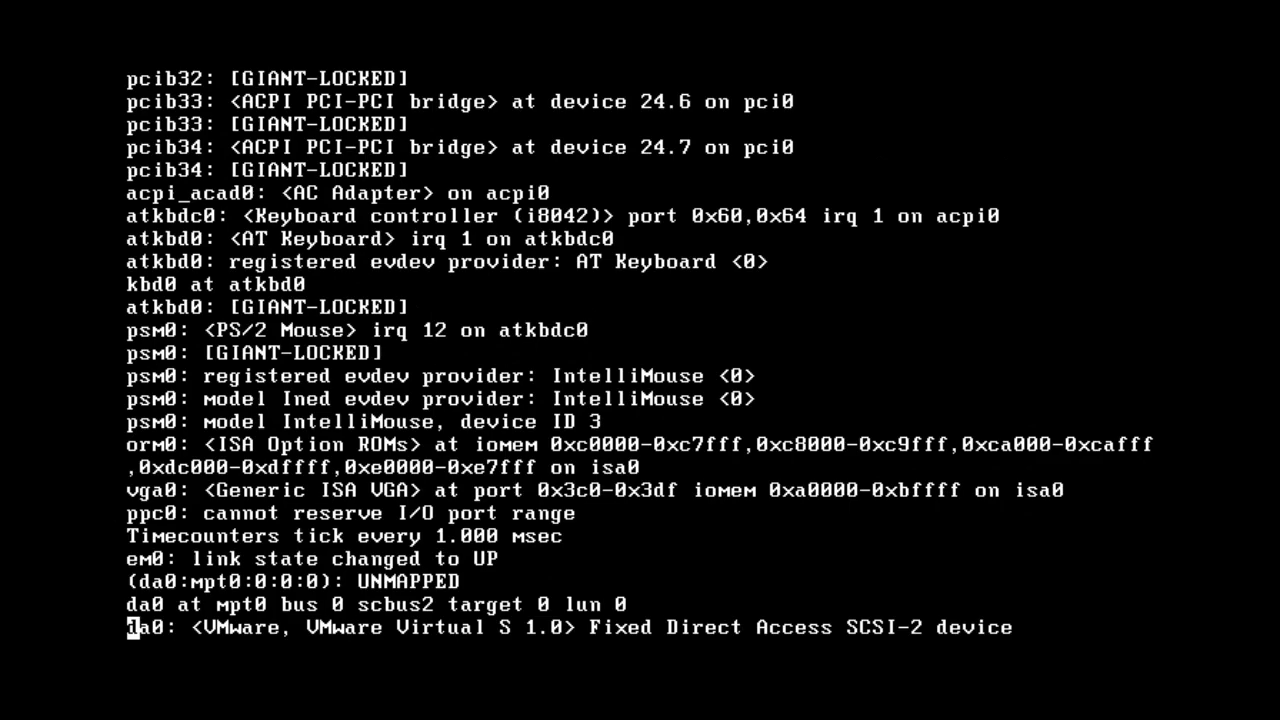 pcib32: [GIANT-LOCKED]
pcib33: <ACPI PCI-PCI bridge> at device 24.6 on pci0
pcib33: [GIANT-LOCKED]
pcib34: <ACPI PCI-PCI bridge> at device 24.7 on pci0
pcib34: [GIANT-LOCKED]
acpi_acad0: <AC Adapter> on acpi0
atkbdc0: <Keyboard controller (i8042)> port 0x60,0x64 irq 1 on acpi0
atkbd0: <AT Keyboard> irq 1 on atkbdc0
atkbd0: registered evdev provider: AT Keyboard <0>
kbd0 at atkbd0
atkbd0: [GIANT-LOCKED]
psm0: <PS/2 Mouse> irq 12 on atkbdc0
psm0: [GIANT-LOCKED]
psm0: registered evdev provider: IntelliMouse <0>
psm0: model Ined evdev provider: IntelliMouse <0>
psm0: model IntelliMouse, device ID 3
orm0: <ISA Option ROMs> at iomem 0xc0000-0xc7fff,0xc8000-0xc9fff,0xca000-0xcafff
,0xdc000-0xdffff,0xe0000-0xe7fff on isa0
vga0: <Generic ISA VGA> at port 0x3c0-0x3df iomem 0xa0000-0xbffff on isa0
ppc0: cannot reserve I/O port range
Timecounters tick every 1.000 msec
em0: link state changed to UP
(da0:mpt0:0:0:0): UNMAPPED
da0 at mpt0 bus 0 scbus2 target 0 lun 0
da0: <VMware, VMware Virtual S 1.0> Fixed Direct Access SCSI-2 device